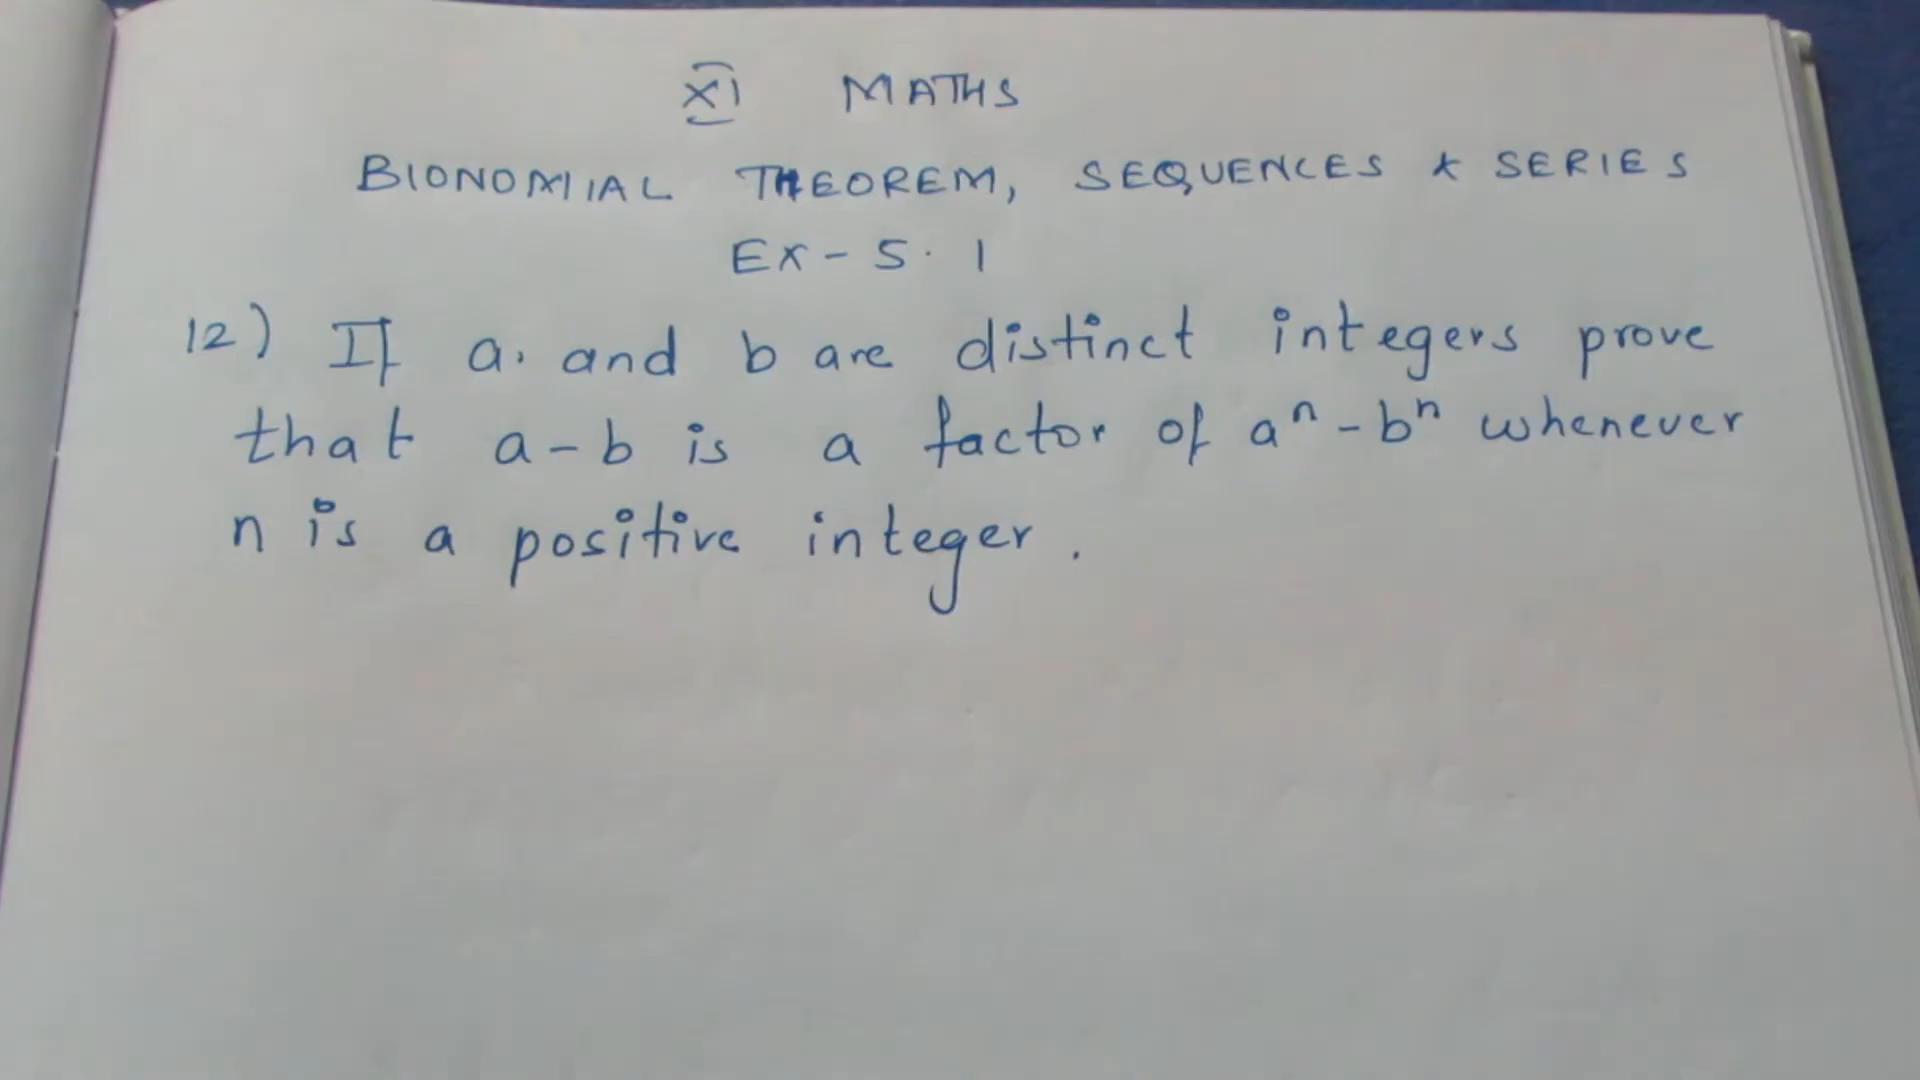 XI MATHS
BIONOMIAL THEOREM, SEQUENCES & SERIES
EX - 5.1
12) If a and b are distinct integers prove
that a-b is a factor of aⁿ-bⁿ whenever
n is a positive integer.